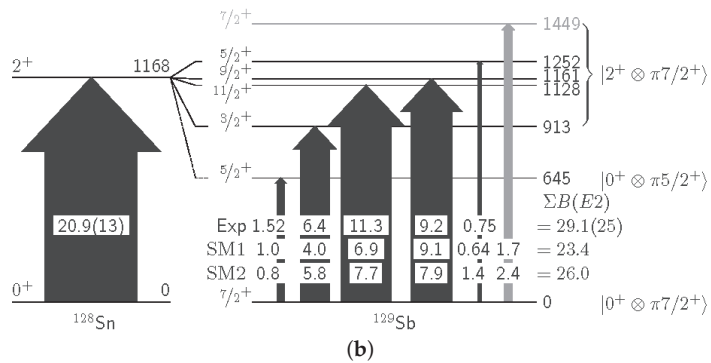 7/2⁺ 1449
5/2⁺ 1252
2⁺ 1168 9/2⁺ 1161 |2⁺ ⊗ π7/2⁺⟩
11/2⁺ 1128
3/2⁺ 913
5/2⁺ 645 |0⁺ ⊗ π5/2⁺⟩
ΣB(E2)
20.9(13) Exp 1.52 6.4 11.3 9.2 0.75 = 29.1(25)
SM1 1.0 4.0 6.9 9.1 0.64 1.7 = 23.4
SM2 0.8 5.8 7.7 7.9 1.4 2.4 = 26.0
0⁺ 0 7/2⁺ 0 |0⁺ ⊗ π7/2⁺⟩
¹²⁸Sn ¹²⁹Sb
(b)